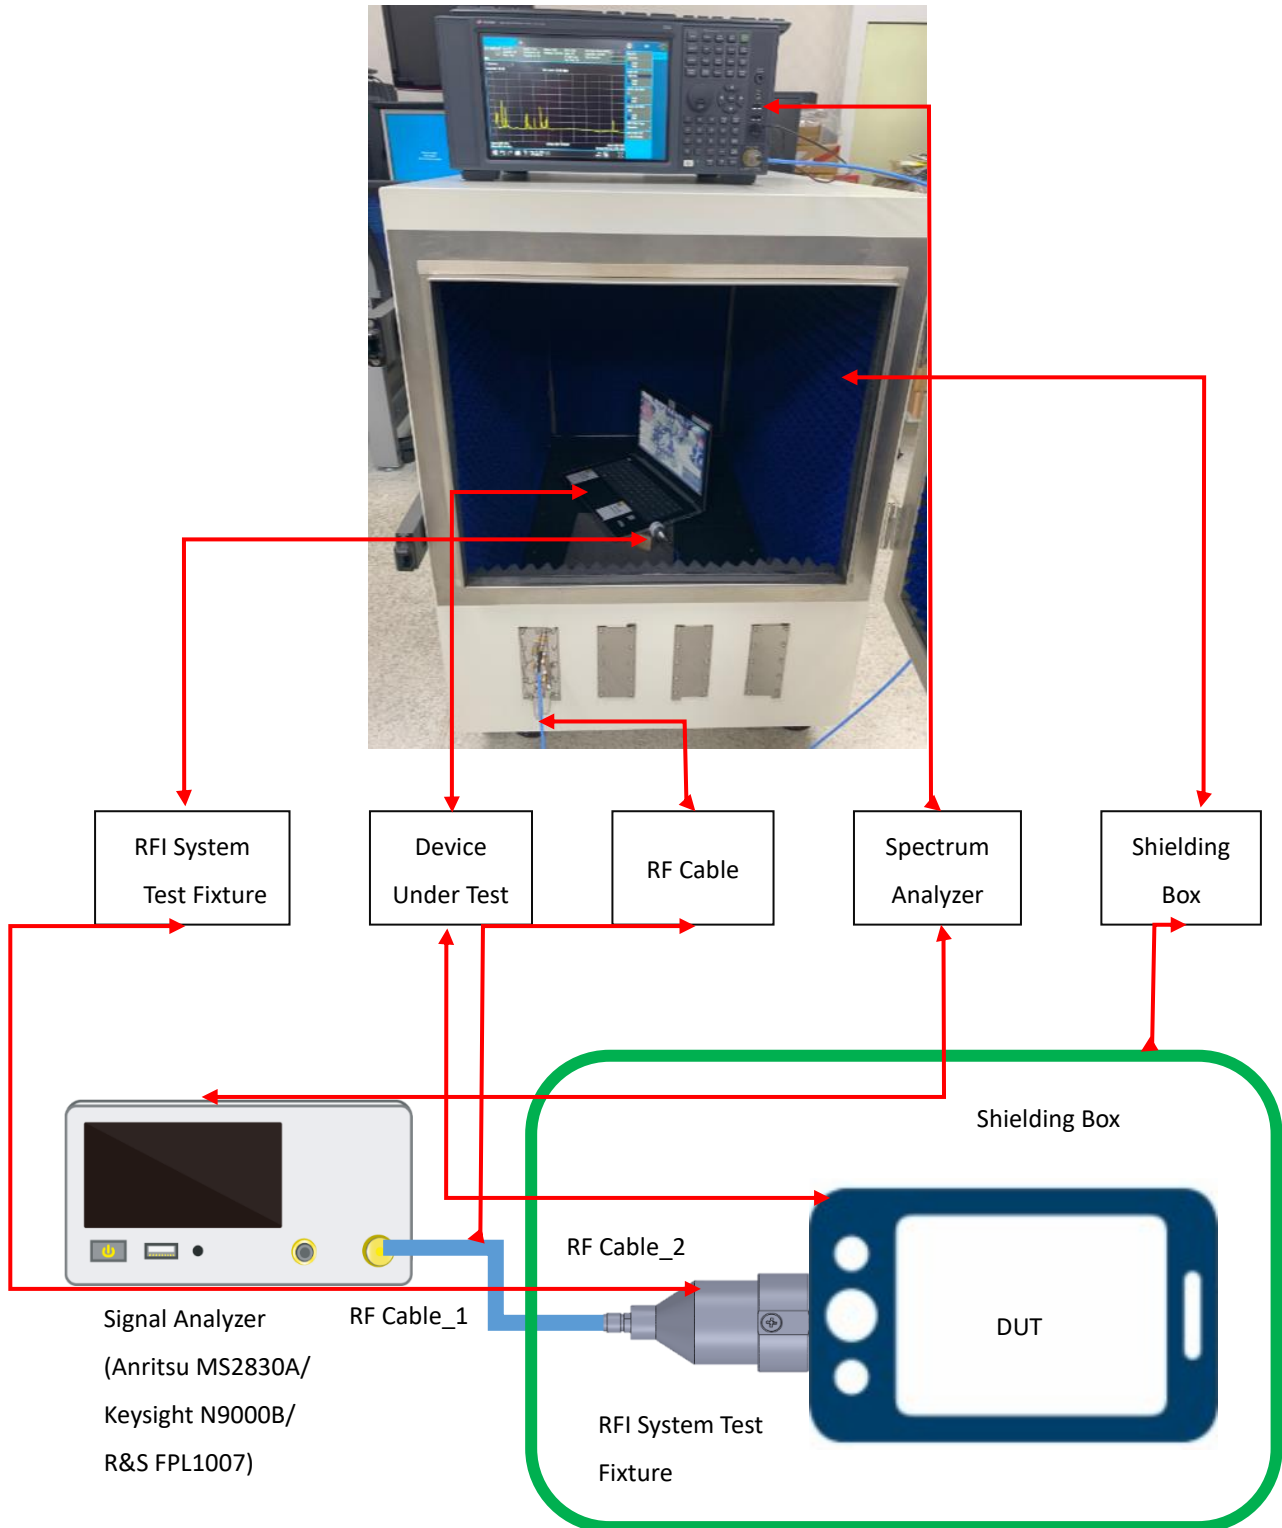 RFI System
Test Fixture
Device
Under Test
RF Cable
Spectrum
Analyzer
Shielding
Box
Shielding Box
RF Cable_2
RF Cable_1
Signal Analyzer
(Anritsu MS2830A/
Keysight N9000B/
R&S FPL1007)
DUT
RFI System Test
Fixture